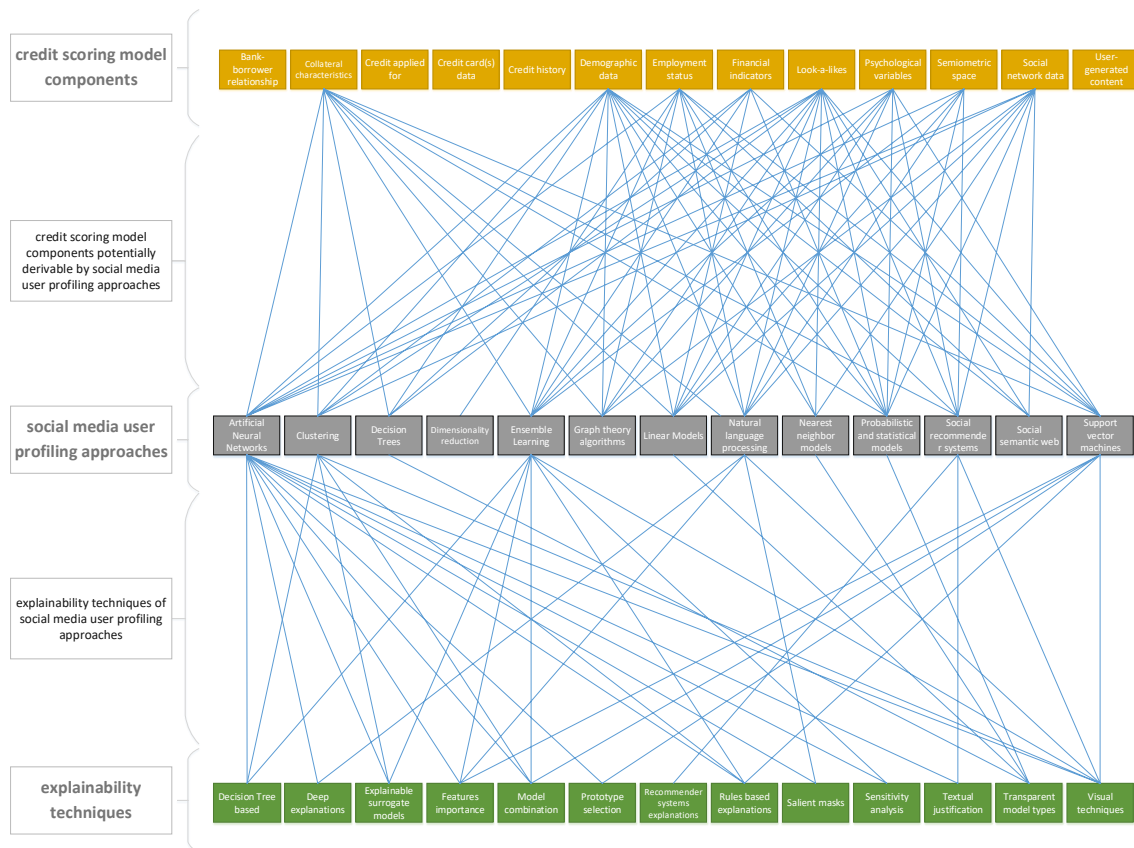 credit scoring model
components
Bank-
borrower
relationship
Collateral
characteristics
Credit applied
for
Credit card(s)
data
Credit history
Demographic
data
Employment
status
Financial
indicators
Look-a-likes
Psychological
variables
Semiometric
space
Social
network data
User-
generated
content
credit scoring model
components potentially
derivable by social media
user profiling approaches
social media user
profiling approaches
Artificial
Neural
Networks
Clustering
Decision
Trees
Dimensionality
reduction
Ensemble
Learning
Graph theory
algorithms
Linear Models
Natural
language
processing
Nearest
neighbor
models
Probabilistic
and statistical
models
Social
recommende
r systems
Social
semantic web
Support
vector
machines
explainability techniques of
social media user profiling
approaches
explainability
techniques
Decision Tree
based
Deep
explanations
Explainable
surrogate
models
Features
importance
Model
combination
Prototype
selection
Recommender
systems
explanations
Rules based
explanations
Salient masks
Sensitivity
analysis
Textual
justification
Transparent
model types
Visual
techniques